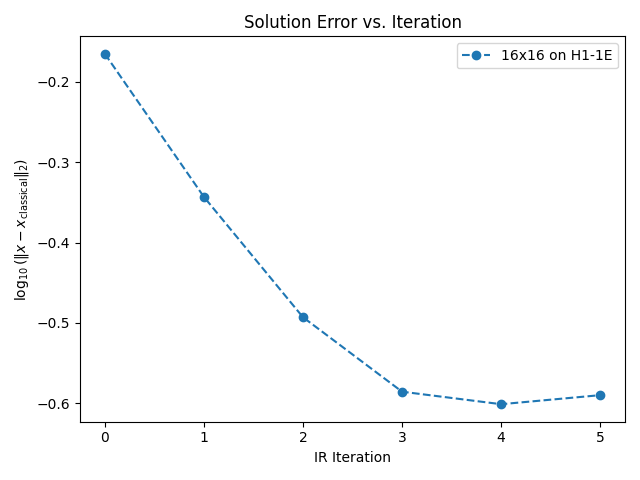 Solution Error vs. Iteration
16x16 on H1-1E
log₁₀(‖x − x_classical‖₂)
−0.2
−0.3
−0.4
−0.5
−0.6
0 1 2 3 4 5
IR Iteration